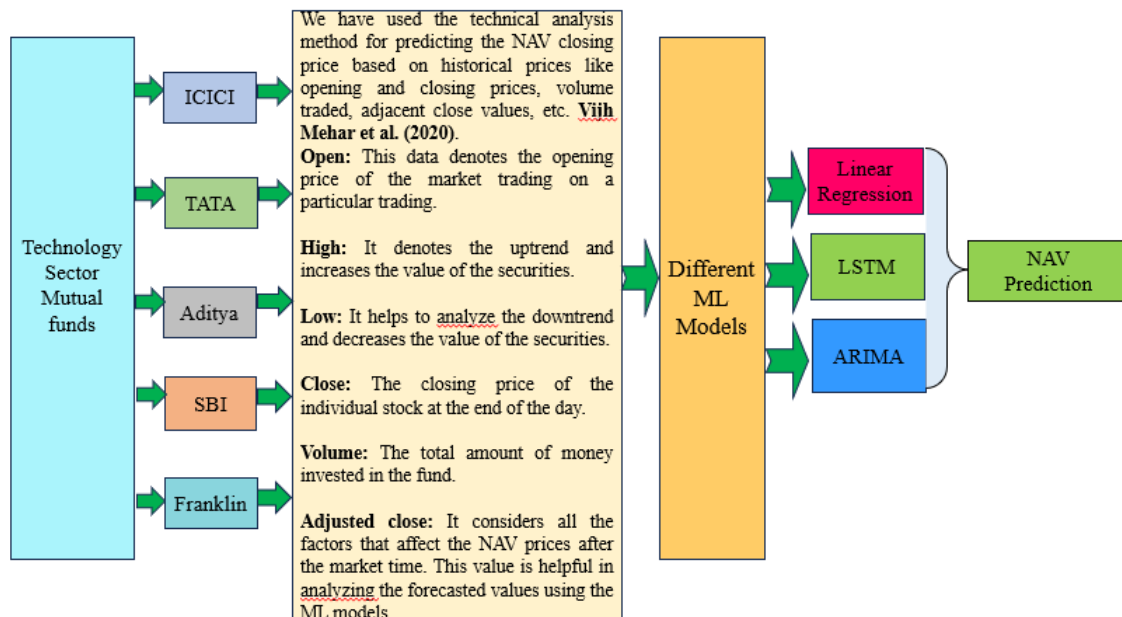 Technology
Sector
Mutual
funds
ICICI
TATA
Aditya
SBI
Franklin
We have used the technical analysis
method for predicting the NAV closing
price based on historical prices like
opening and closing prices, volume
traded, adjacent close values, etc. Vijh
Mehar et al. (2020).
Open: This data denotes the opening
price of the market trading on a
particular trading.
High: It denotes the uptrend and
increases the value of the securities.
Low: It helps to analyze the downtrend
and decreases the value of the securities.
Close: The closing price of the
individual stock at the end of the day.
Volume: The total amount of money
invested in the fund.
Adjusted close: It considers all the
factors that affect the NAV prices after
the market time. This value is helpful in
analyzing the forecasted values using the
ML models
Different
ML
Models
Linear
Regression
LSTM
ARIMA
NAV
Prediction